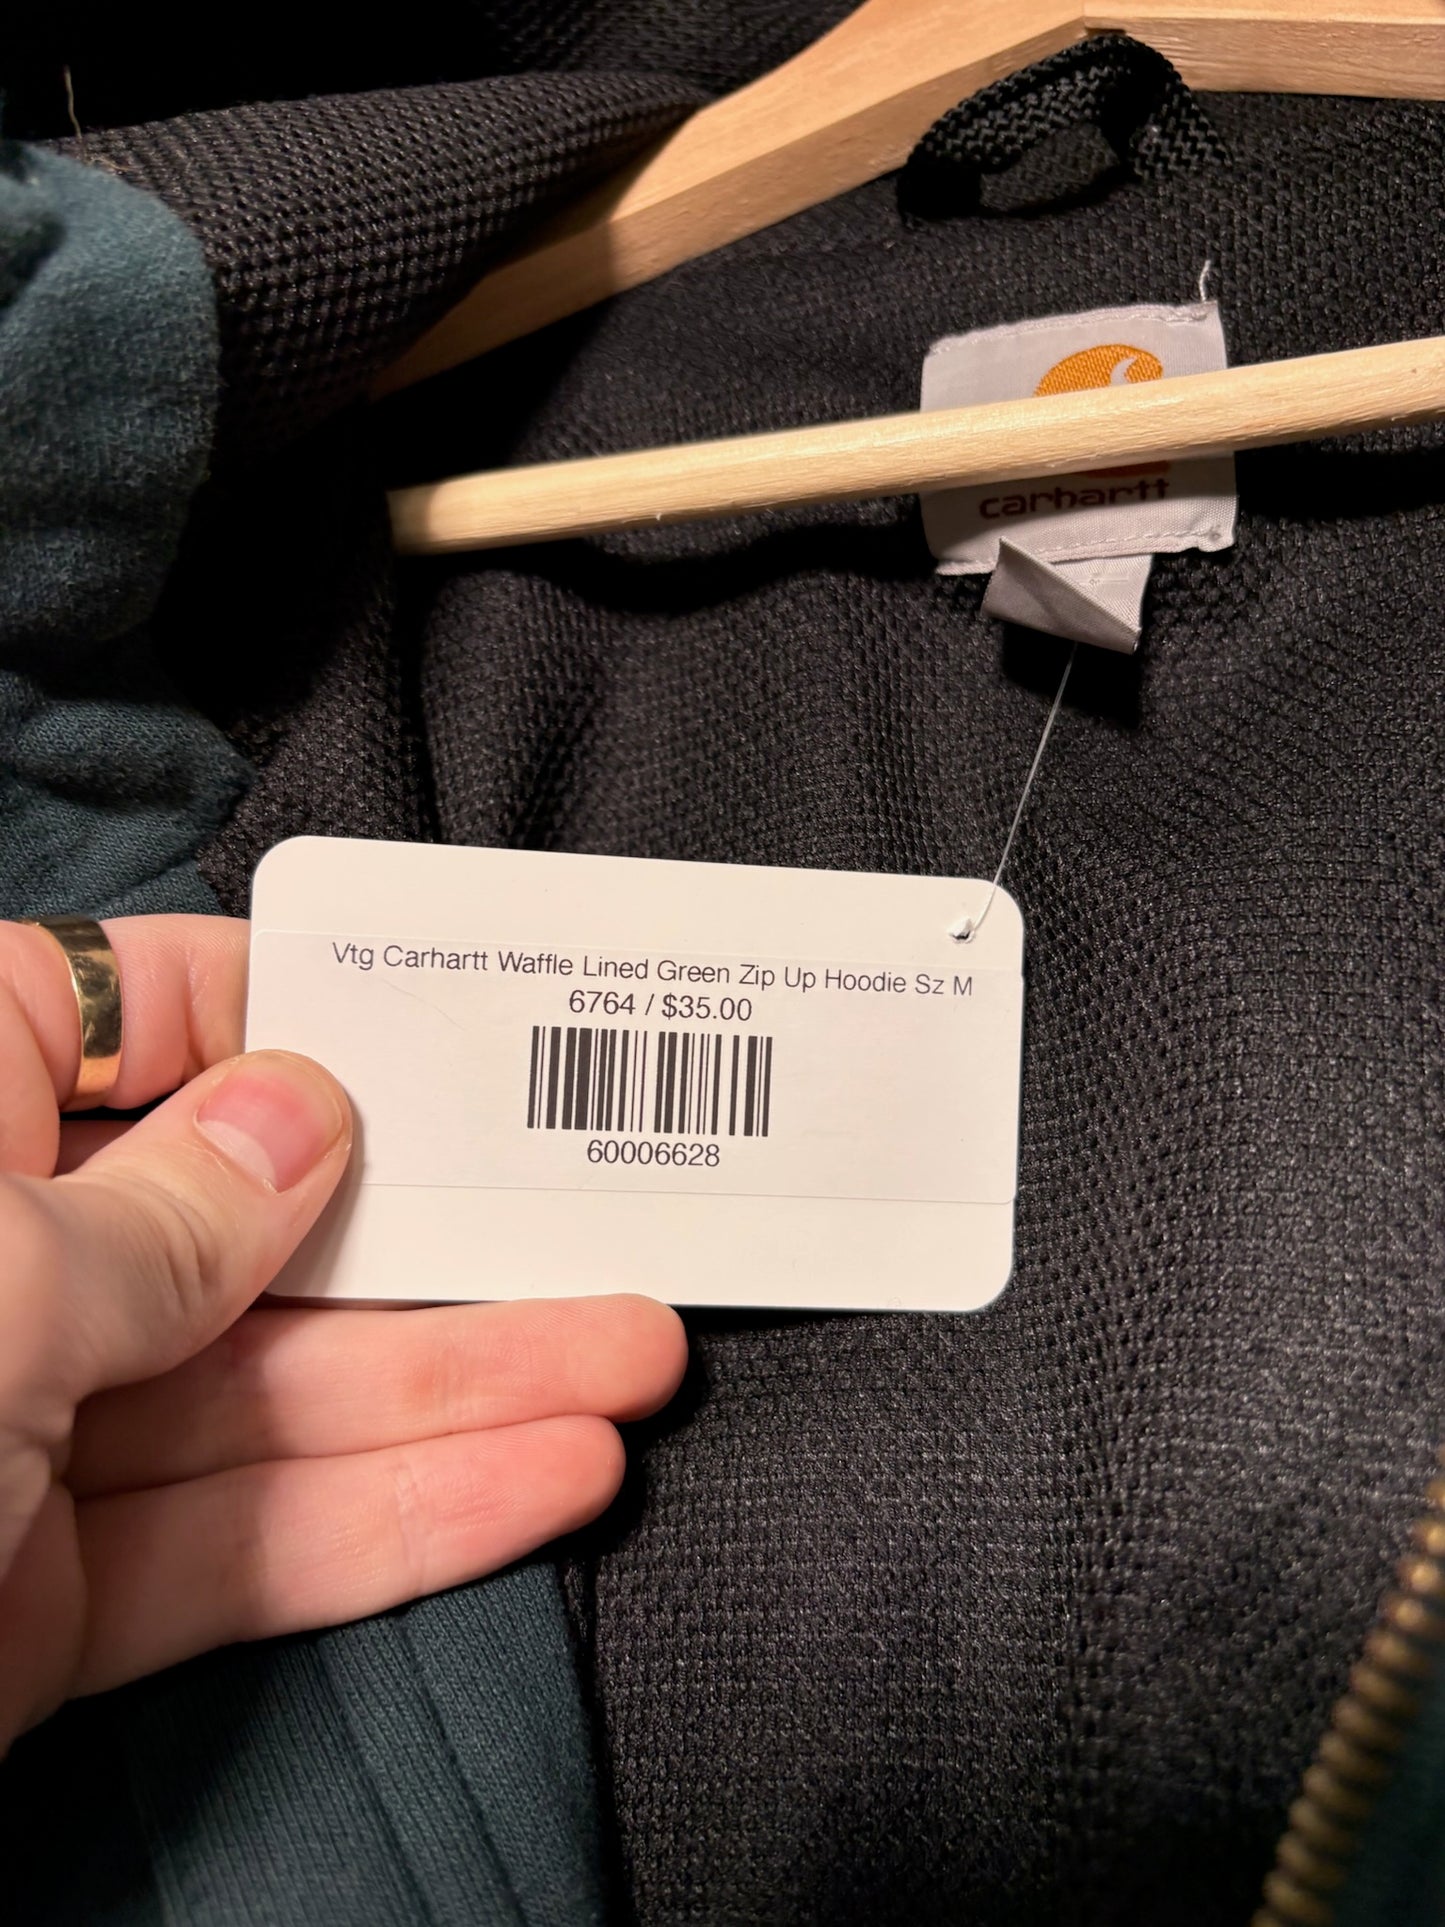 carhartt
Vtg Carhartt Waffle Lined Green Zip Up Hoodie Sz M
6764 / $35.00
60006628